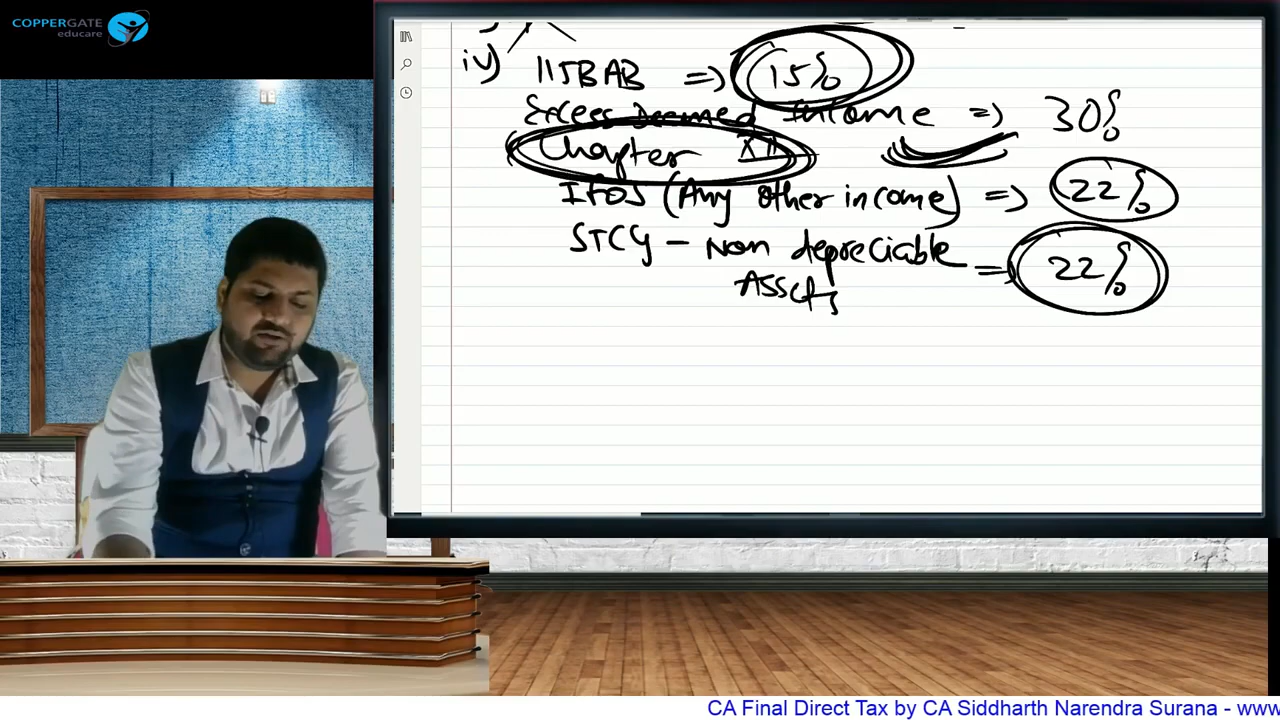 COPPERGATE
educare
iv) 115BAB => 15%
Excess Deemed Income => 30%
Chapter XII
IFOS (Any other income) => 22%
STCG - Non depreciable
Assets => 22%
CA Final Direct Tax by CA Siddharth Narendra Surana - www